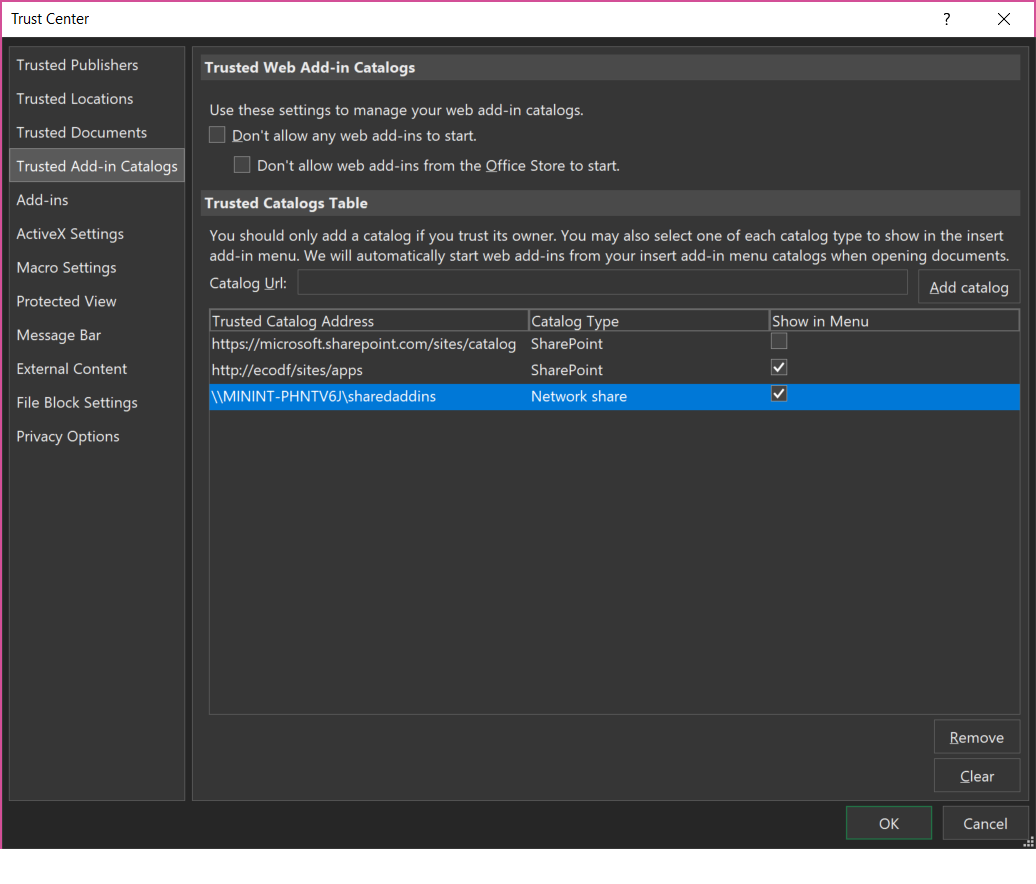 Trust Center
?
Trusted Publishers
Trusted Locations
Trusted Documents
Trusted Add-in Catalogs
Add-ins
ActiveX Settings
Macro Settings
Protected View
Message Bar
External Content
File Block Settings
Privacy Options
Trusted Web Add-in Catalogs
Use these settings to manage your web add-in catalogs.
Don't allow any web add-ins to start.
Don't allow web add-ins from the Office Store to start.
Trusted Catalogs Table
You should only add a catalog if you trust its owner. You may also select one of each catalog type to show in the insert
add-in menu. We will automatically start web add-ins from your insert add-in menu catalogs when opening documents.
Catalog Url:
Add catalog
Trusted Catalog Address Catalog Type Show in Menu
https://microsoft.sharepoint.com/sites/catalog SharePoint
http://ecodf/sites/apps SharePoint
\\MININT-PHNTV6J\sharedaddins Network share
Remove
Clear
OK Cancel